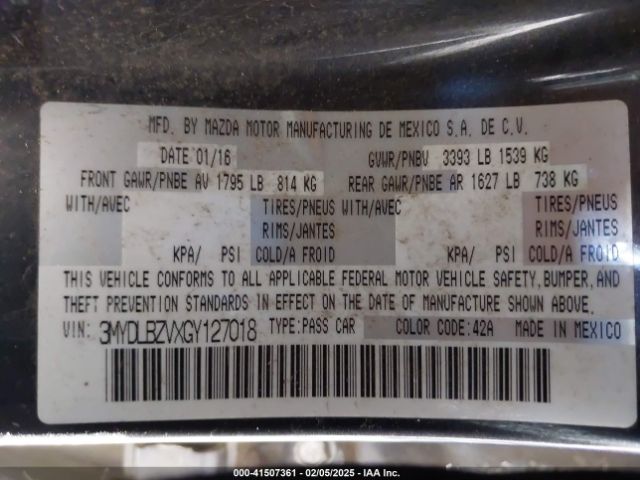 MFD. BY MAZDA MOTOR MANUFACTURING DE MEXICO S.A. DE C.V.
DATE 01/16 GVWR/PNBV 3393 LB 1539 KG
FRONT GAWR/PNBE AV 1795 LB 814 KG REAR GAWR/PNBE AR 1627 LB 738 KG
WITH/AVEC TIRES/PNEUS WITH/AVEC TIRES/PNEUS
RIMS/JANTES RIMS/JANTES
KPA/ PSI COLD/A FROID KPA/ PSI COLD/A FROID
THIS VEHICLE CONFORMS TO ALL APPLICABLE FEDERAL MOTOR VEHICLE SAFETY, BUMPER, AND
THEFT PREVENTION STANDARDS IN EFFECT ON THE DATE OF MANUFACTURE SHOWN ABOVE.
VIN: 3MYDLBZVXGY127018 TYPE:PASS CAR COLOR CODE:42A MADE IN MEXICO
000-41507361 - 02/05/2025 - IAA Inc.